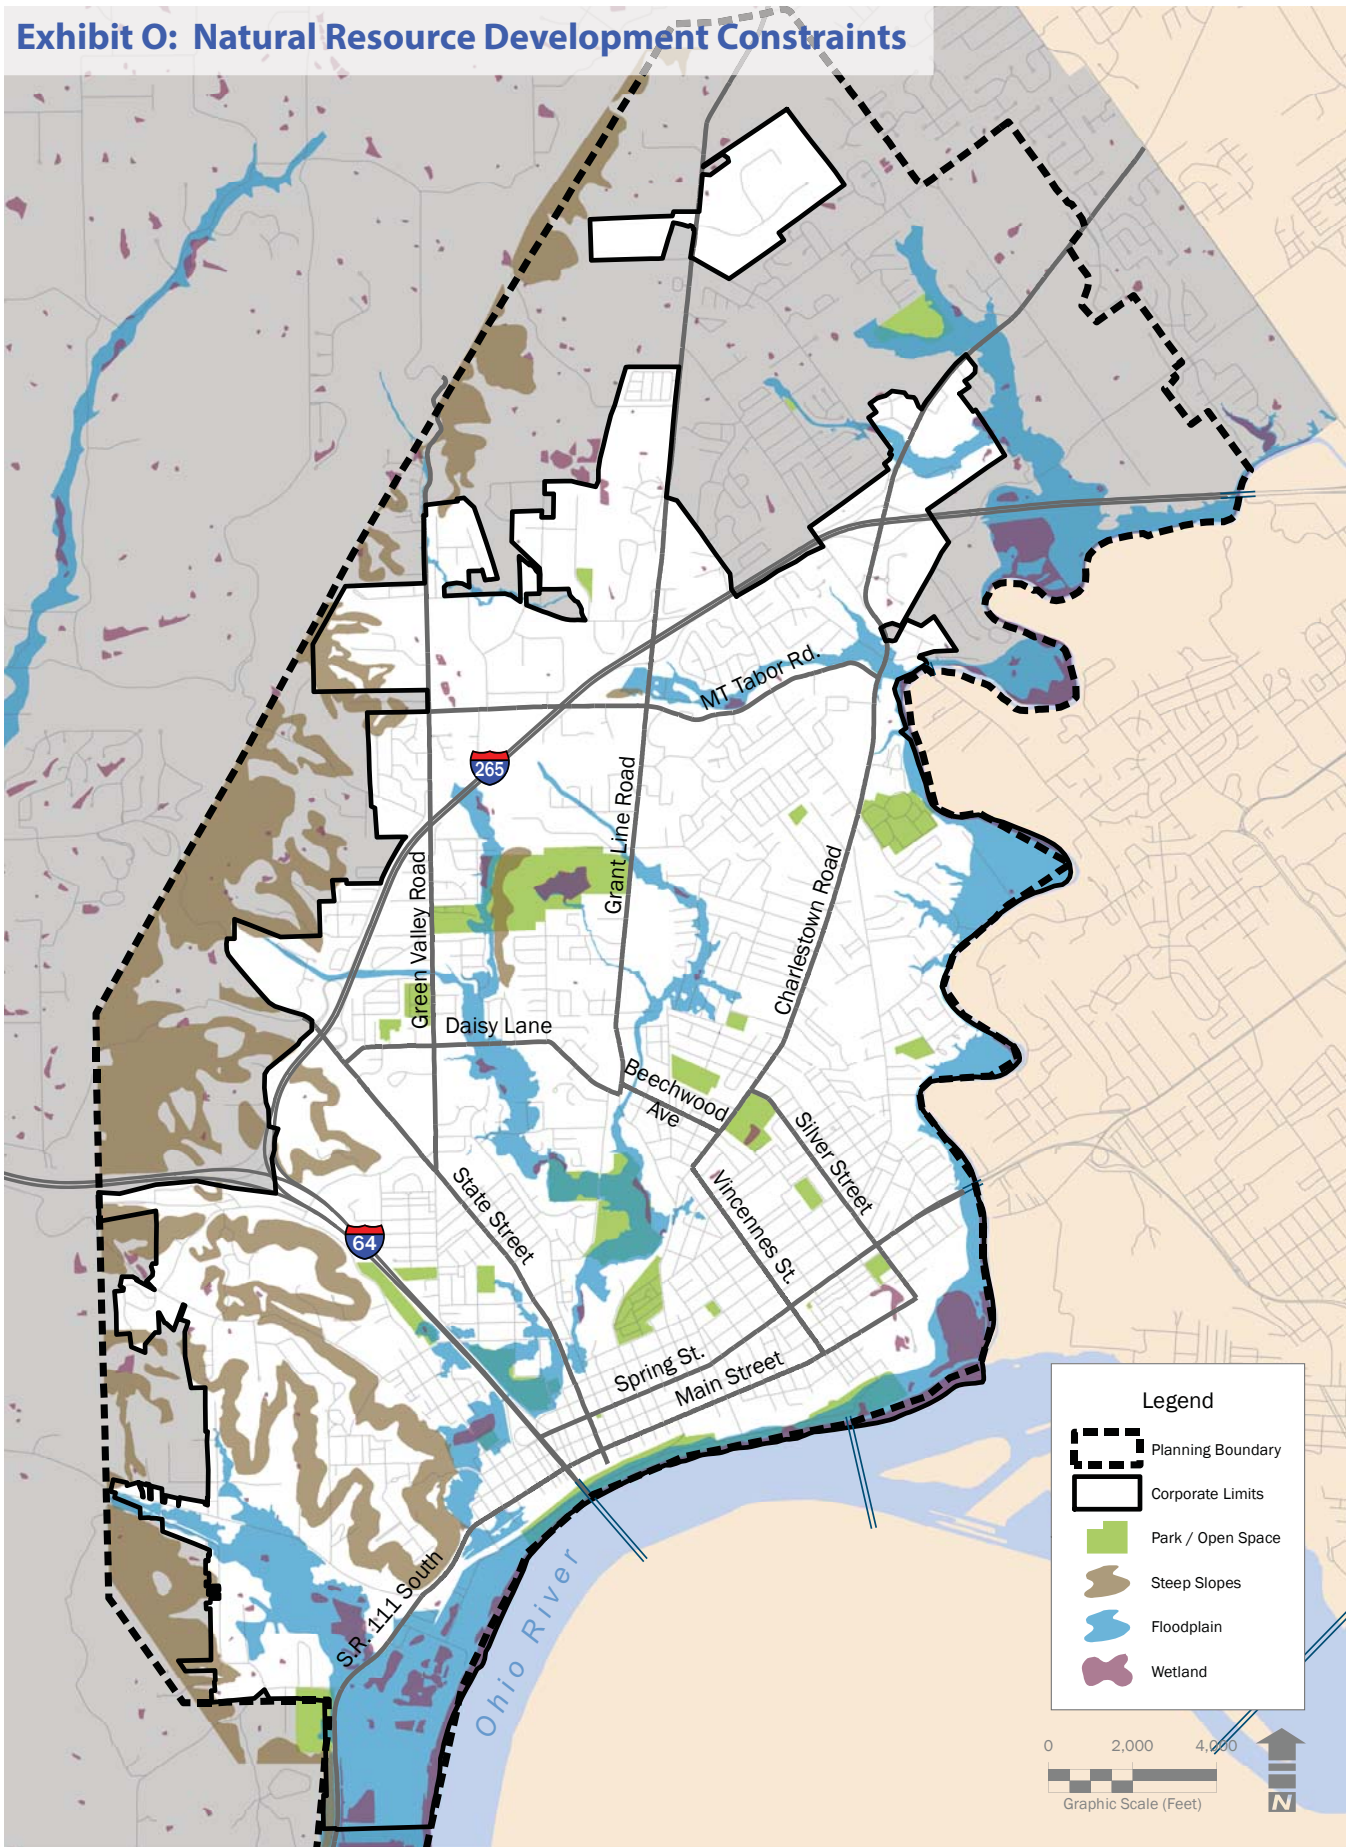 Exhibit O:  Natural Resource Development Constraints
MT Tabor Rd.
265
Grant Line Road
Green Valley Road
Charlestown Road
Daisy Lane
Beechwood
Ave
Silver Street
State Street
Vincennes St.
64
Spring St.
Main Street
S.R. 111 South
Ohio River
Legend
Planning Boundary
Corporate Limits
Park / Open Space
Steep Slopes
Floodplain
Wetland
0 2,000 4,000
Graphic Scale (Feet)
N